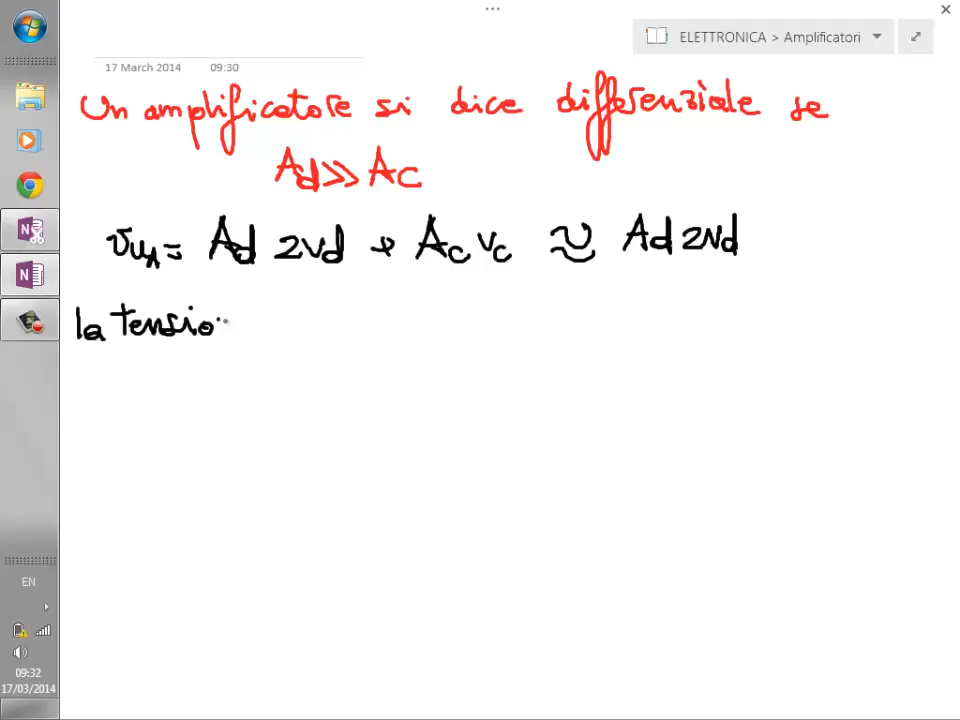 ELETTRONICA > Amplificatori
17 March 2014 09:30
Un amplificatore si dice differenziale se
Ad >> Ac
vu1 = Ad 2vd + Ac vc ≈ Ad 2vd
la tensio
EN
09:32
17/03/2014